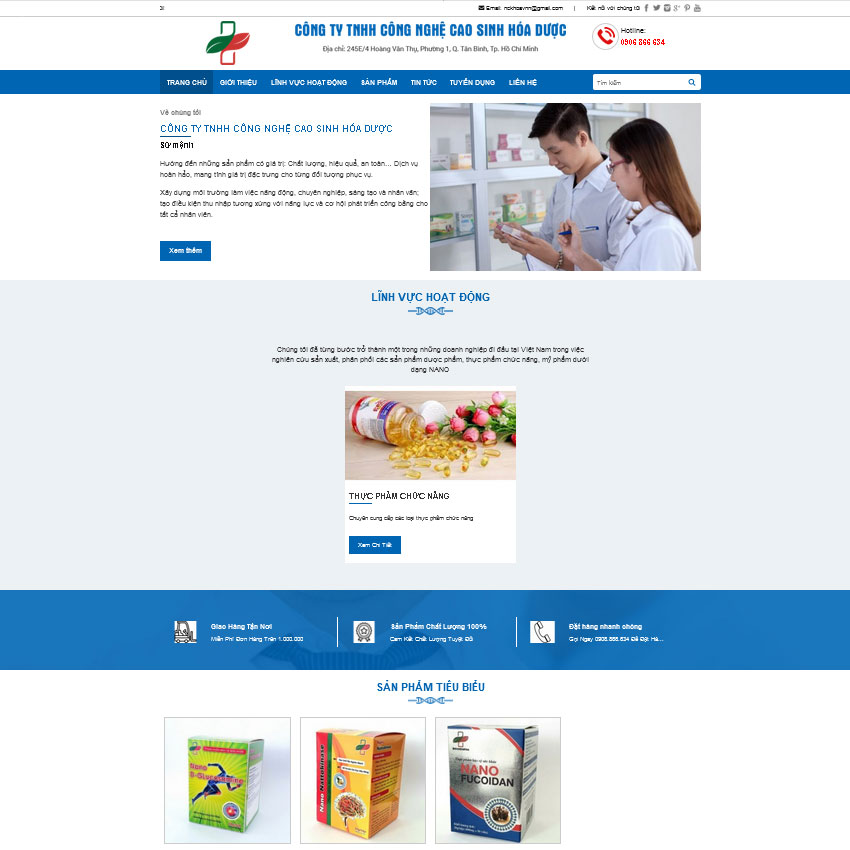 Email: nckhoavnn@gmail.com | Kết nối với chúng tôi
CÔNG TY TNHH CÔNG NGHỆ CAO SINH HÓA DƯỢC
Địa chỉ: 245E/4 Hoàng Văn Thụ, Phường 1, Q. Tân Bình, Tp. Hồ Chí Minh
Hotline:
0906 866 634
TRANG CHỦ GIỚI THIỆU LĨNH VỰC HOẠT ĐỘNG SẢN PHẨM TIN TỨC TUYỂN DỤNG LIÊN HỆ Tìm kiếm
Về chúng tôi
CÔNG TY TNHH CÔNG NGHỆ CAO SINH HÓA DƯỢC
Sứ mệnh
Hướng đến những sản phẩm có giá trị: Chất lượng, hiệu quả, an toàn... Dịch vụ
hoàn hảo, mang tính giá trị đặc trưng cho từng đối tượng phục vụ.
Xây dựng môi trường làm việc năng động, chuyên nghiệp, sáng tạo và nhân văn;
tạo điều kiện thu nhập tương xứng với năng lực và cơ hội phát triển công bằng cho
tất cả nhân viên.
Xem thêm
LĨNH VỰC HOẠT ĐỘNG
Chúng tôi đã từng bước trở thành một trong những doanh nghiệp đi đầu tại Việt Nam trong việc
nghiên cứu sản xuất, phân phối các sản phẩm dược phẩm, thực phẩm chức năng, mỹ phẩm dưới
dạng NANO
THỰC PHẨM CHỨC NĂNG
Chuyên cung cấp các loại thực phẩm chức năng
Xem Chi Tiết
Giao Hàng Tận Nơi
Miễn Phí Đơn Hàng Trên 1.000.000
Sản Phẩm Chất Lượng 100%
Cam Kết Chất Lượng Tuyệt Đối
Đặt hàng nhanh chóng
Gọi Ngay 0906.866.634 Để Đặt Hà...
SẢN PHẨM TIÊU BIỂU
Nano
Nano Nattokinase
NANO
FUCOIDAN